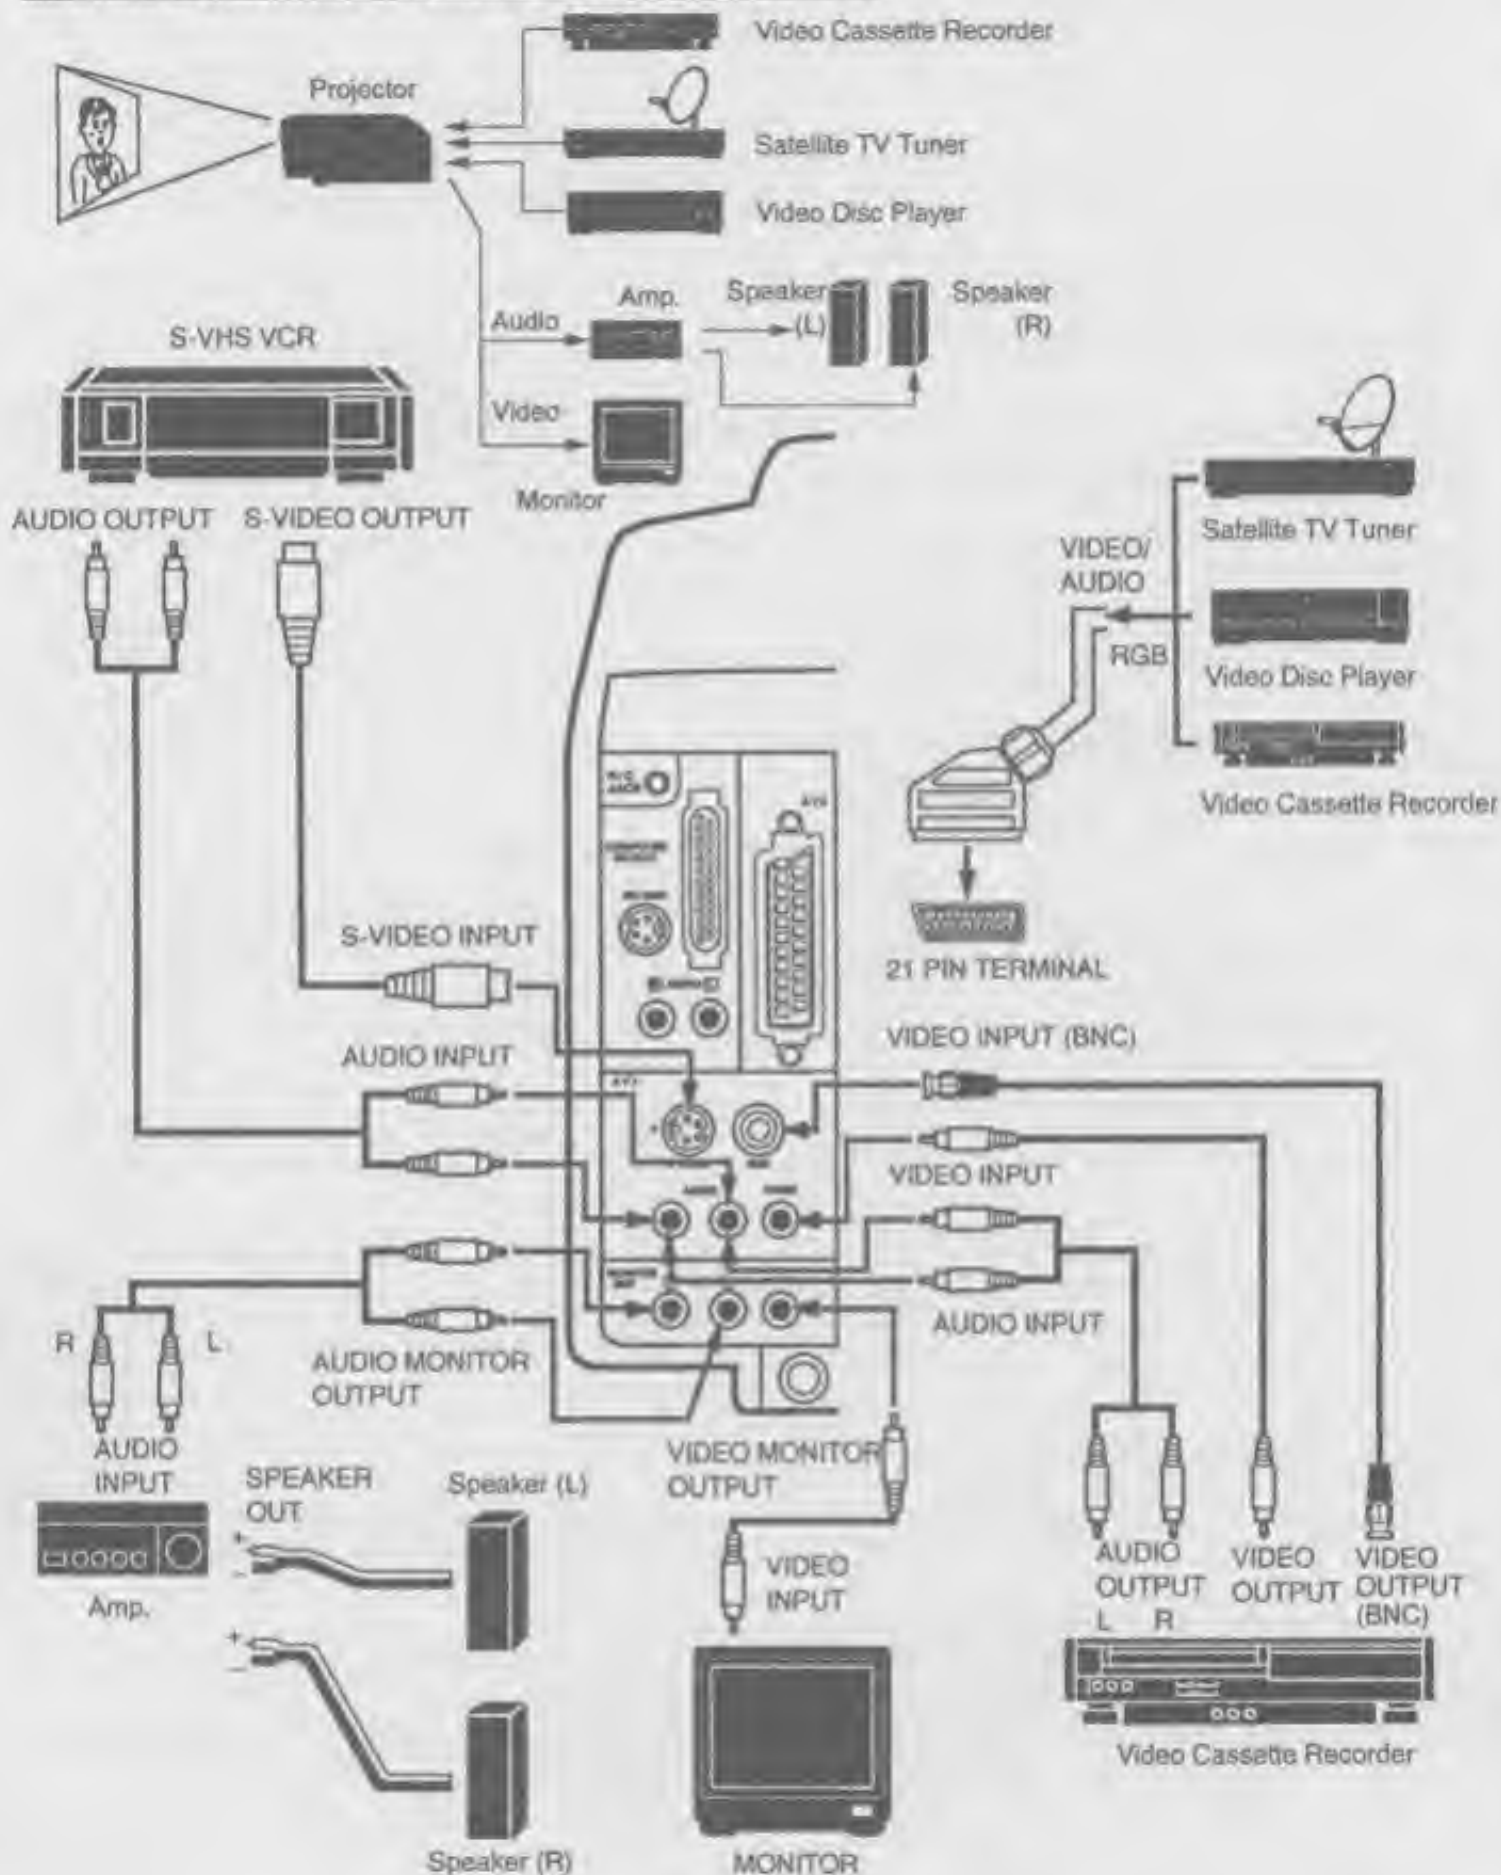 Video Cassette Recorder
Projector
Satellite TV Tuner
Video Disc Player
Audio
Amp.
Speaker
(L)
Speaker
(R)
Video
Monitor
S-VHS VCR
AUDIO OUTPUT
S-VIDEO OUTPUT
Satellite TV Tuner
VIDEO/
AUDIO
RGB
Video Disc Player
Video Cassette Recorder
21 PIN TERMINAL
S-VIDEO INPUT
VIDEO INPUT (BNC)
AUDIO INPUT
VIDEO INPUT
AUDIO
MONITOR
OUT
AUDIO INPUT
R
L
AUDIO MONITOR
OUTPUT
AUDIO
INPUT
SPEAKER
OUT
+
-
+
-
Amp.
Speaker (L)
Speaker (R)
VIDEO MONITOR
OUTPUT
VIDEO
INPUT
MONITOR
AUDIO
OUTPUT
L
R
VIDEO
OUTPUT
VIDEO
OUTPUT
(BNC)
Video Cassette Recorder